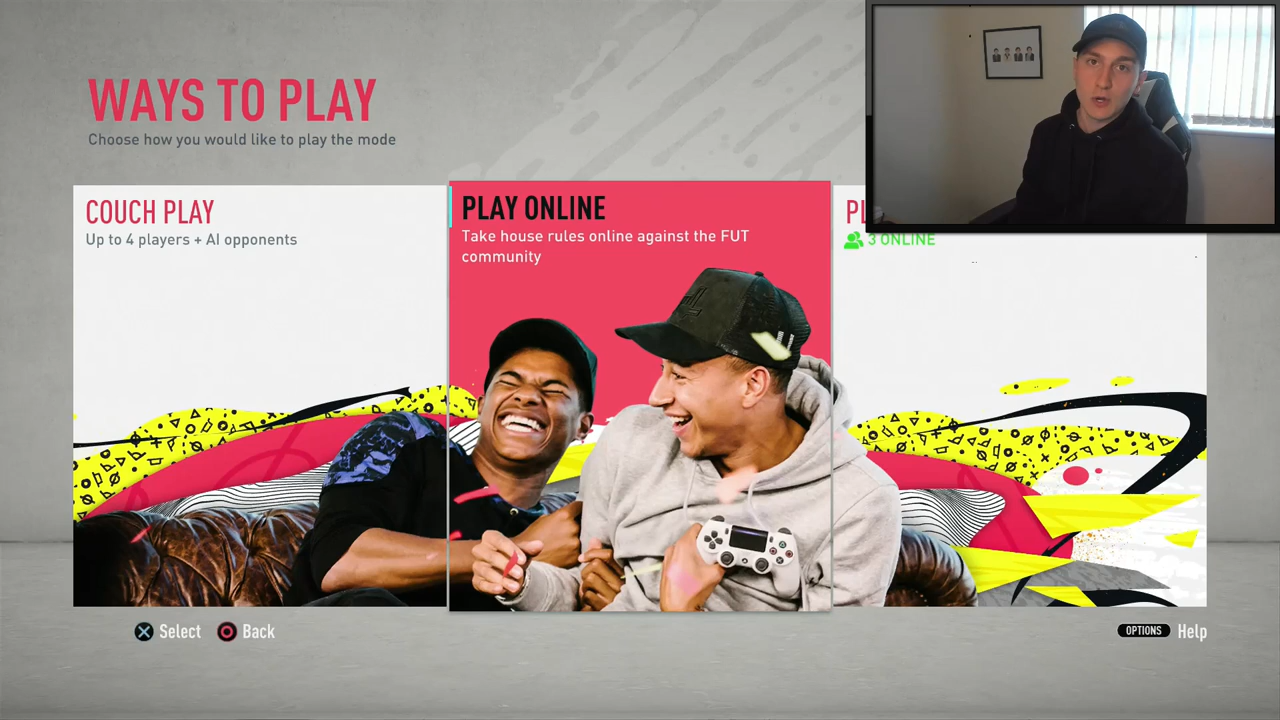 WAYS TO PLAY
Choose how you would like to play the mode
COUCH PLAY
Up to 4 players + AI opponents
PLAY ONLINE
Take house rules online against the FUT
community
3 ONLINE
Select
Back
OPTIONS
Help